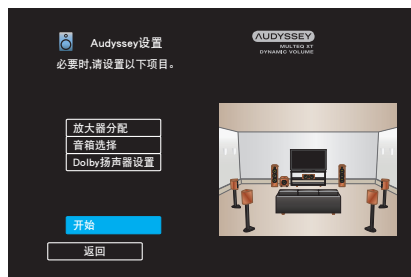 Audyssey设置
AUDYSSEY
MULTEQ XT
DYNAMIC VOLUME
必要时,请设置以下项目。
放大器分配
音箱选择
Dolby扬声器设置
开始
返回